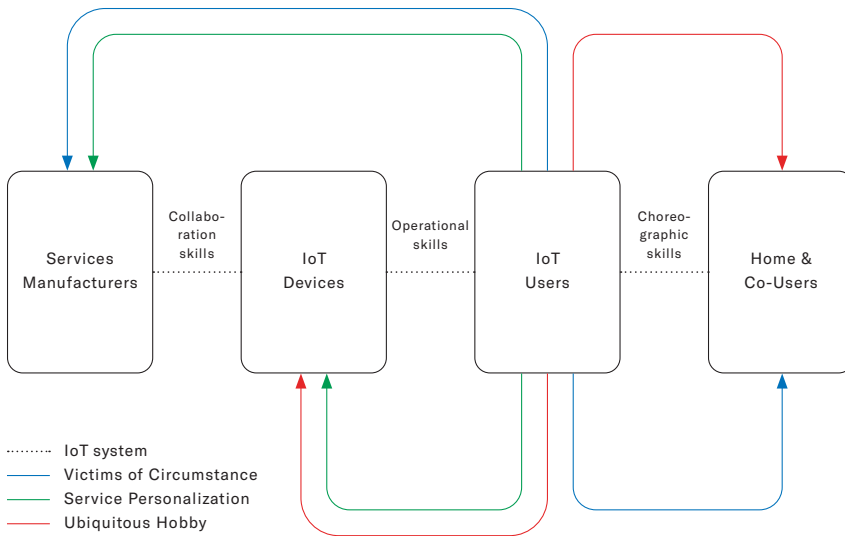 Collabo-
ration
skills
Operational
skills
Choreo-
graphic
skills
Services
Manufacturers
IoT
Devices
IoT
Users
Home &
Co-Users
IoT system
Victims of Circumstance
Service Personalization
Ubiquitous Hobby